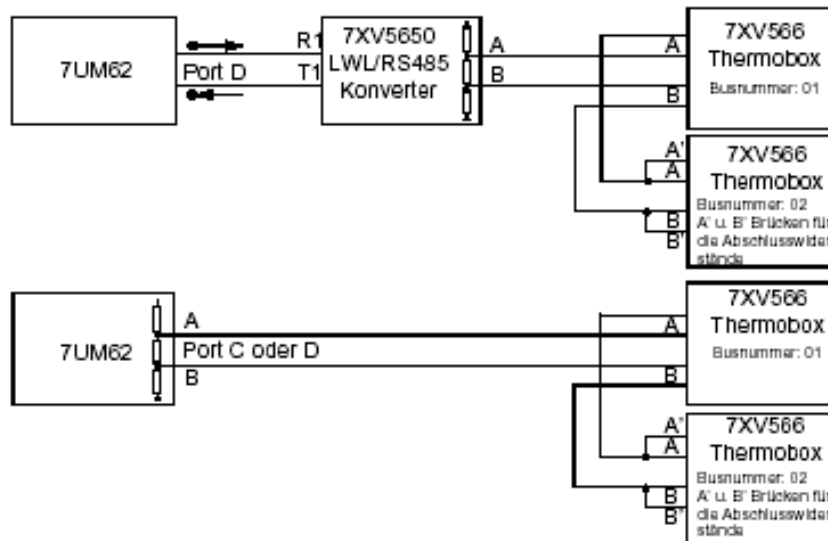 7UM62
Port D
R1
T1
7XV5650
LWL/RS485
Konverter
A
B
A
B
7XV566
Thermobox
Busnummer: 01
A'
A
B
B'
7XV566
Thermobox
Busnummer: 02
A' u. B' Brücken für
die Abschlusswider
stände
7UM62
A
Port C oder D
B
A
B
7XV566
Thermobox
Busnummer: 01
A'
A
B
B'
7XV566
Thermobox
Busnummer: 02
A' u. B' Brücken für
die Abschlusswider
stände